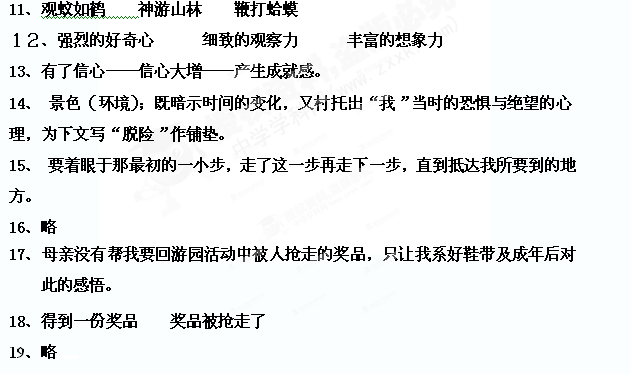 11、观蚁如鹤 神游山林 鞭打蛤蟆
12、强烈的好奇心 细致的观察力 丰富的想象力
13、有了信心——信心大增——产生成就感。
14、 景色（环境）；既暗示时间的变化，又村托出“我”当时的恐惧与绝望的心
理，为下文写“脱险”作铺垫。
15、 要着眼于那最初的一小步，走了这一步再走下一步，直到抵达我所要到的地
方。
16、略
17、母亲没有帮我要回游园活动中被人抢走的奖品，只让我系好鞋带及成年后对
此的感悟。
18、得到一份奖品 奖品被抢走了
19、略